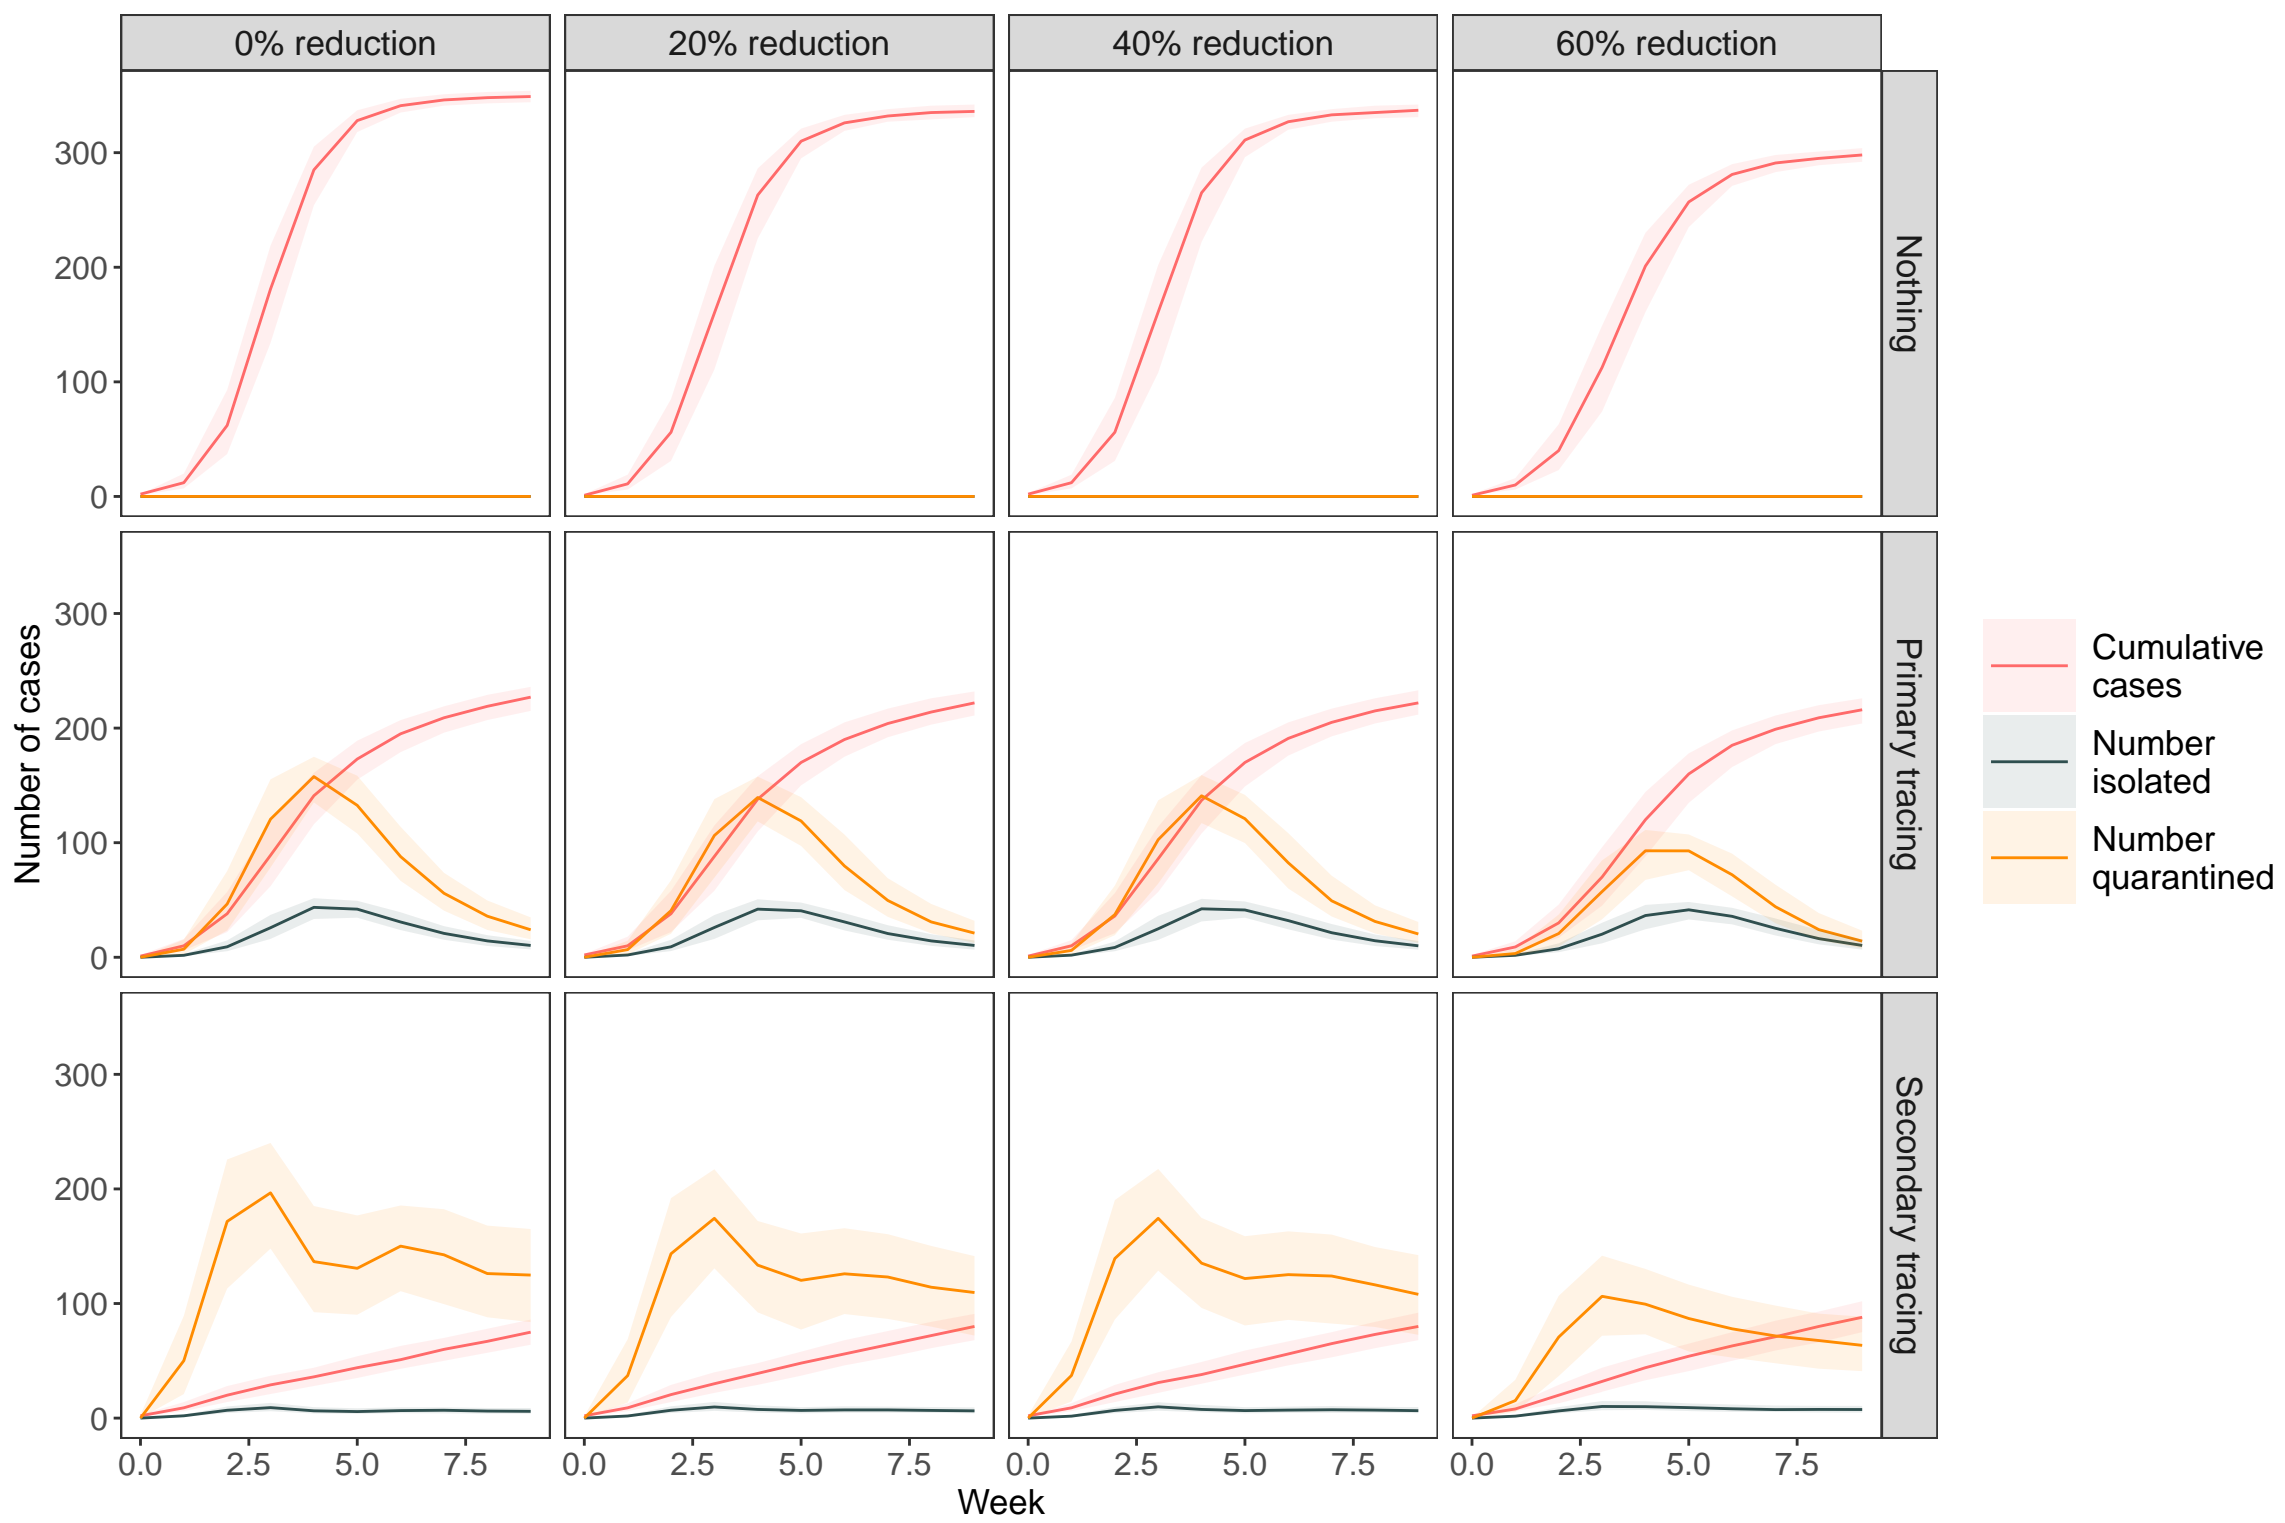 0% reduction
20% reduction
40% reduction
60% reduction
Number of cases
300
200
100
0
Nothing
300
200
100
0
Primary tracing
300
200
100
0
Secondary tracing
0.0
2.5
5.0
7.5
0.0
2.5
5.0
7.5
0.0
2.5
5.0
7.5
0.0
2.5
5.0
7.5
Week
Cumulative
cases
Number
isolated
Number
quarantined